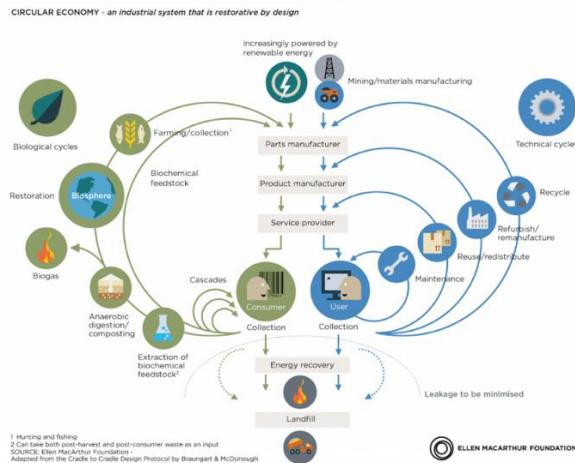 CIRCULAR ECONOMY - an industrial system that is restorative by design
Increasingly powered by
renewable energy
Mining/materials manufacturing
Biological cycles
Farming/collection1
Parts manufacturer
Technical cycles
Biochemical
feedstock
Product manufacturer
Restoration
Biosphere
Recycle
Service provider
Refurbish/
remanufacture
Reuse/redistribute
Biogas
Maintenance
Cascades
Consumer
User
Anaerobic
digestion/
composting
Collection
Collection
Extraction of
biochemical
feedstock2
Energy recovery
Leakage to be minimised
Landfill
1 Hunting and fishing
2 Can take both post-harvest and post-consumer waste as an input
SOURCE: Ellen MacArthur Foundation -
Adapted from the Cradle to Cradle Design Protocol by Braungart & McDonough
ELLEN MACARTHUR FOUNDATION